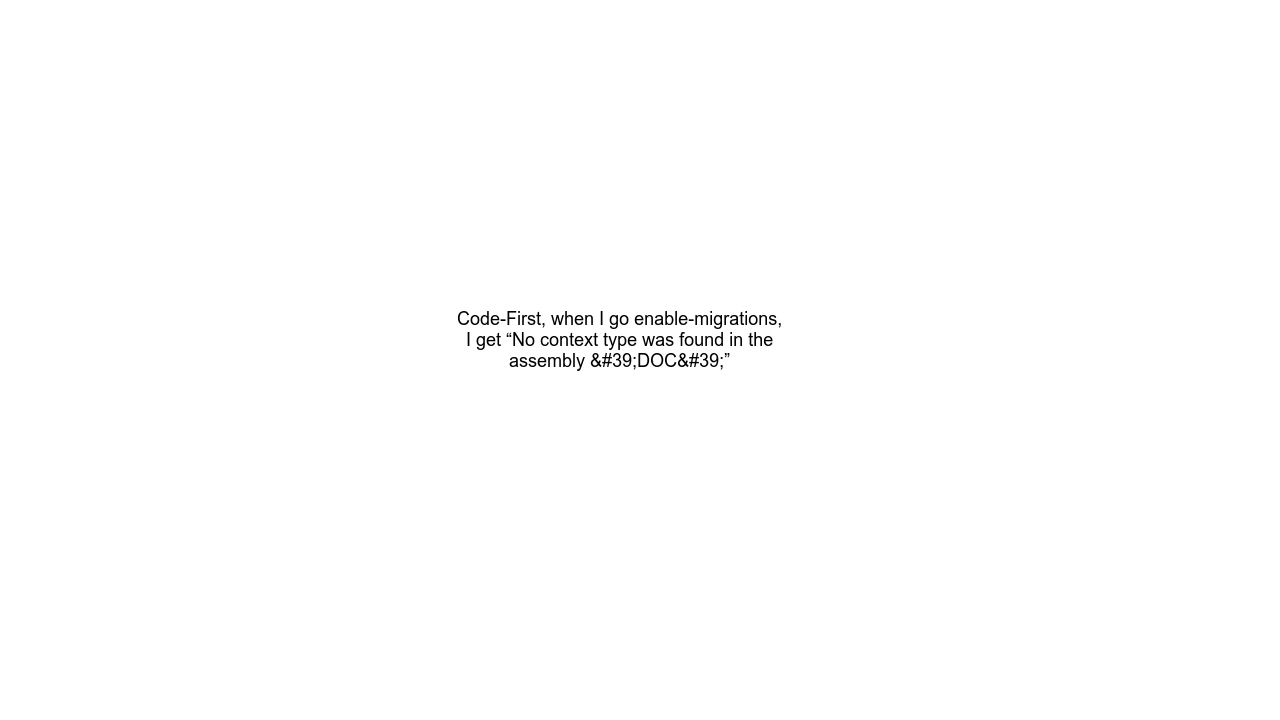 Code-First, when I go enable-migrations,
I get “No context type was found in the
assembly &#39;DOC&#39;”